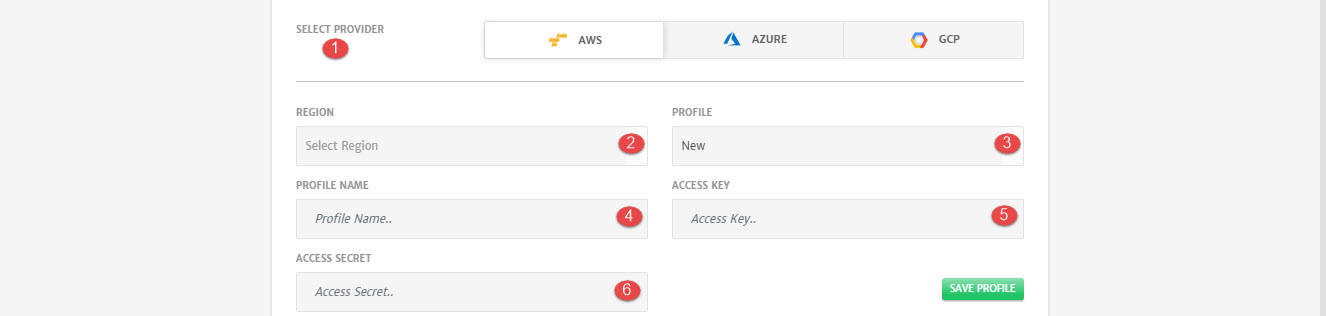 SELECT PROVIDER
1
AWS
AZURE
GCP
REGION
PROFILE
Select Region
2
New
3
PROFILE NAME
ACCESS KEY
Profile Name..
4
Access Key..
5
ACCESS SECRET
Access Secret..
6
SAVE PROFILE